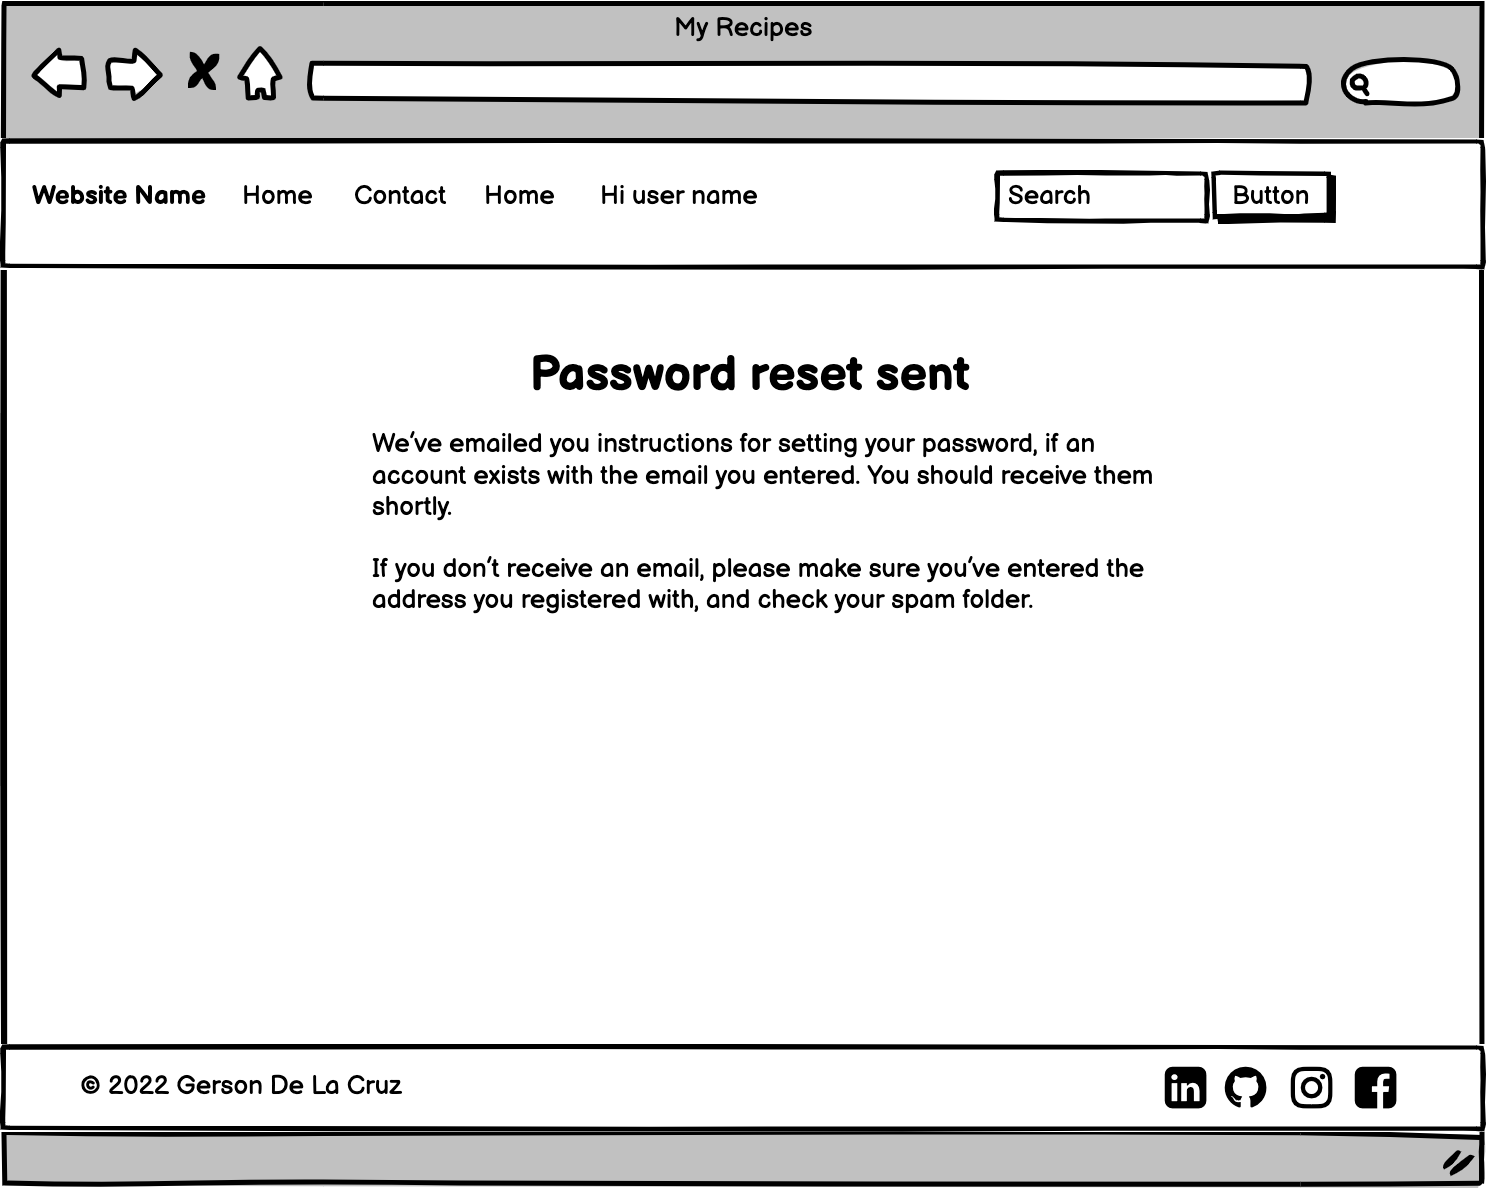 My Recipes
Website Name Home Contact Home Hi user name Search Button
Password reset sent
We've emailed you instructions for setting your password, if an
account exists with the email you entered. You should receive them
shortly.
If you don't receive an email, please make sure you've entered the
address you registered with, and check your spam folder.
© 2022 Gerson De La Cruz